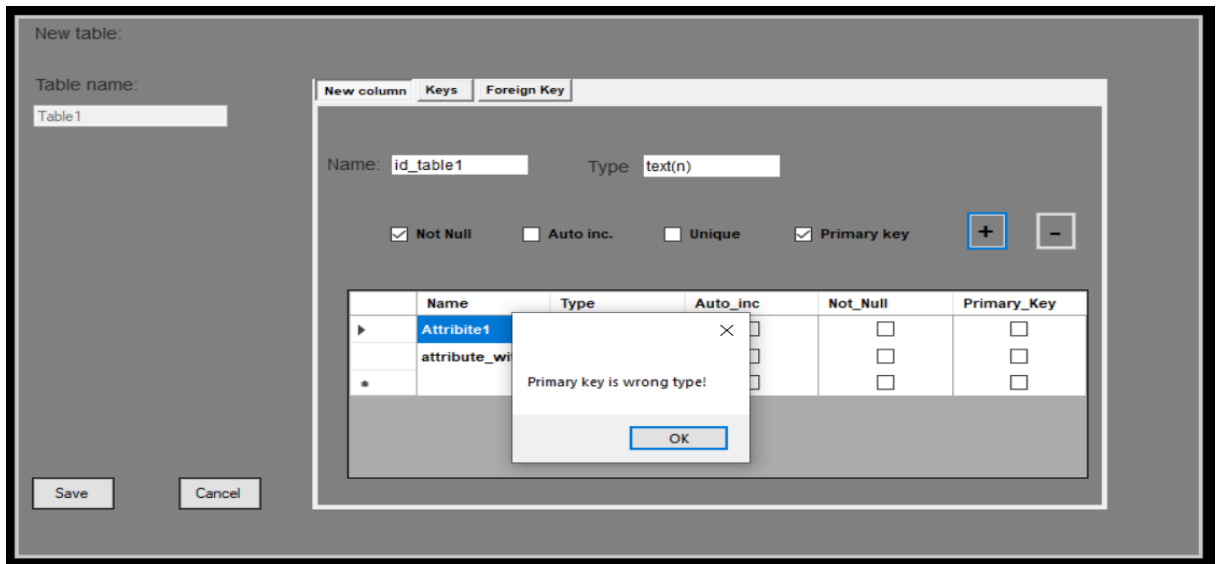 New table:
Table name:
Table1
New column Keys Foreign Key
Name: id_table1 Type text(n)
Not Null Auto inc. Unique Primary key + -
Name Type Auto_inc Not_Null Primary_Key
Attribite1
attribute_wit
Primary key is wrong type!
OK
Save Cancel